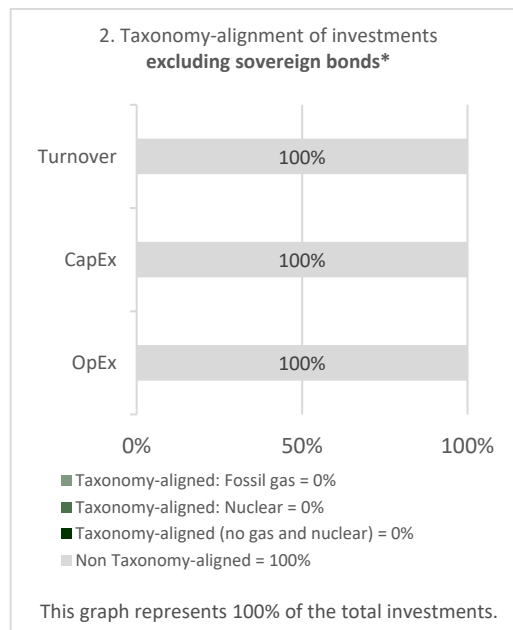 2. Taxonomy-alignment of investments
excluding sovereign bonds*
Turnover
100%
CapEx
100%
OpEx
100%
0%
50%
100%
Taxonomy-aligned: Fossil gas = 0%
Taxonomy-aligned: Nuclear = 0%
Taxonomy-aligned (no gas and nuclear) = 0%
Non Taxonomy-aligned = 100%
This graph represents 100% of the total investments.